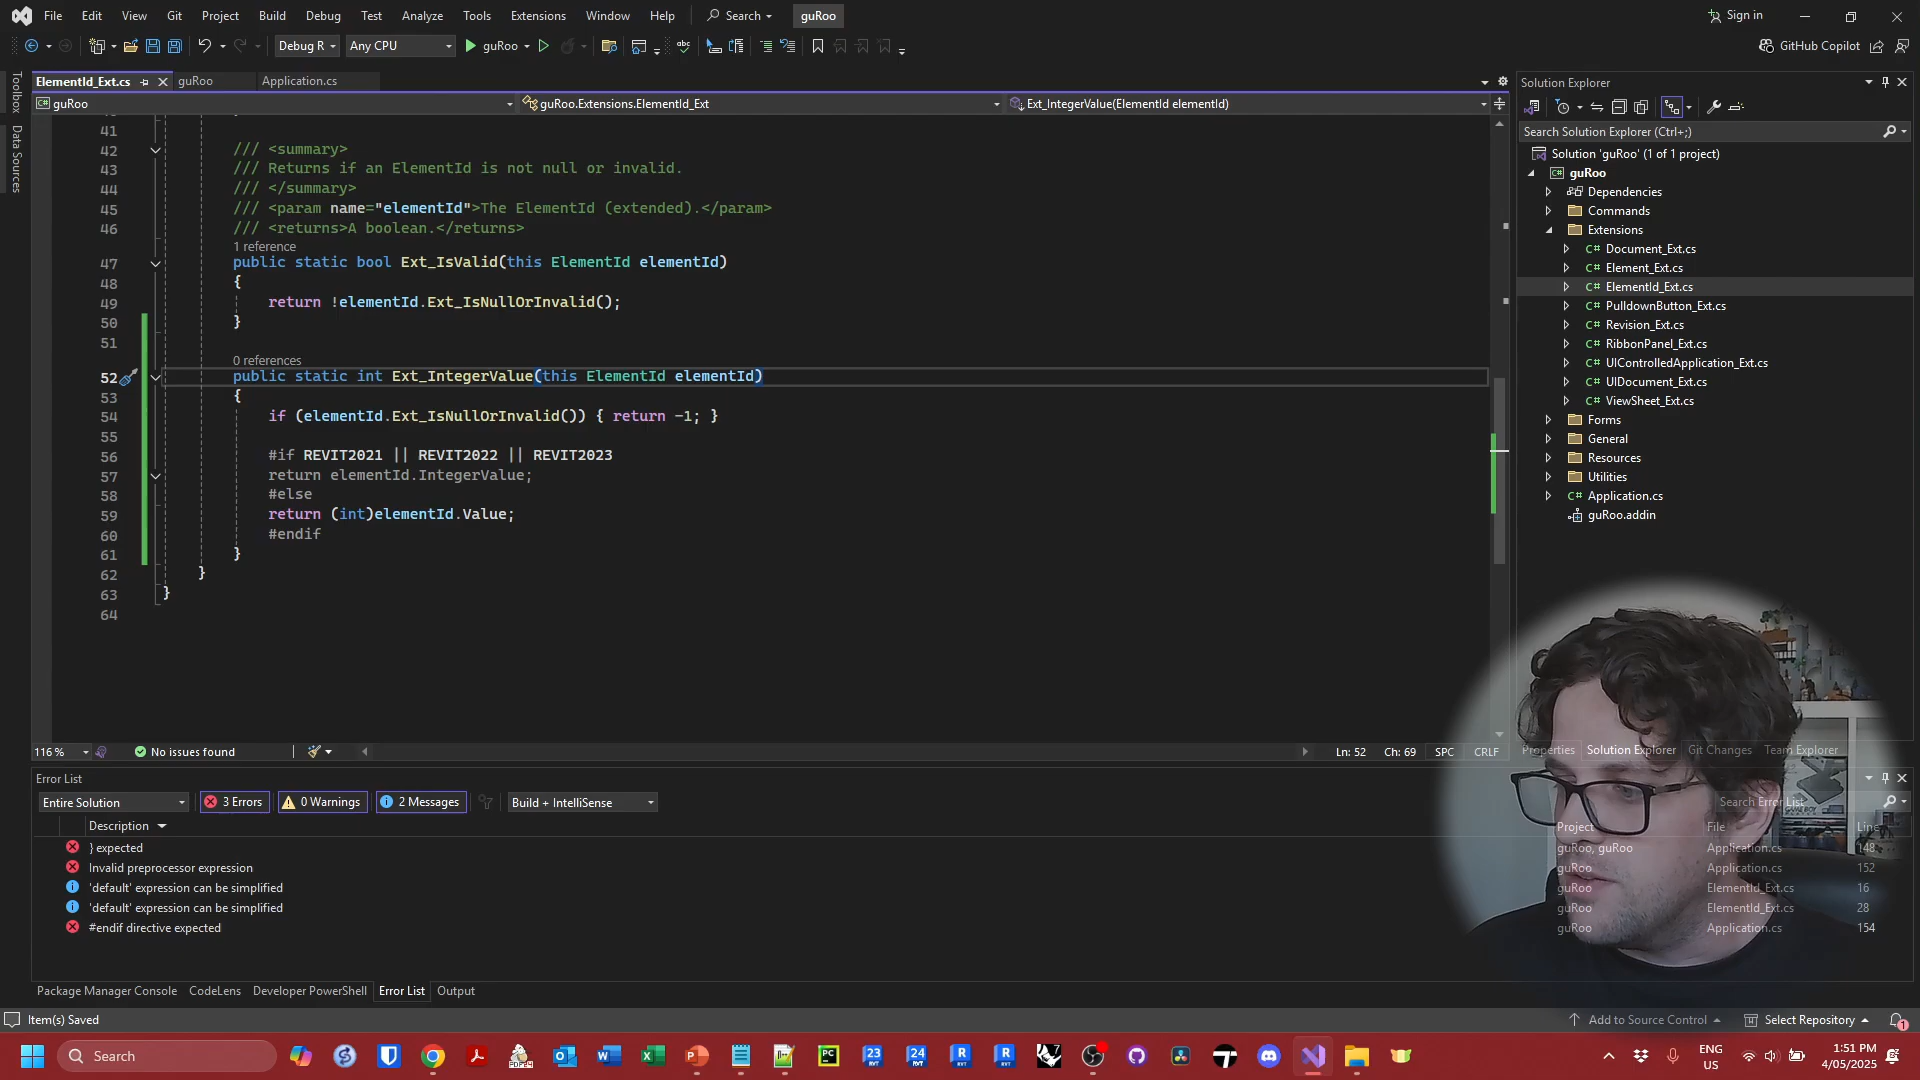 File Edit View Git Project Build Debug Test Analyze Tools Extensions Window Help Search guRoo Sign in
Debug R Any CPU guRoo GitHub Copilot
ElementId_Ext.cs guRoo Application.cs
guRoo guRoo.Extensions.ElementId_Ext Ext_IntegerValue(ElementId elementId)
Toolbox
Data Sources
41
42 /// <summary>
43 /// Returns if an ElementId is not null or invalid.
44 /// </summary>
45 /// <param name="elementId">The ElementId (extended).</param>
46 /// <returns>A boolean.</returns>
1 reference
47 public static bool Ext_IsValid(this ElementId elementId)
48 {
49 return !elementId.Ext_IsNullOrInvalid();
50 }
51
0 references
52 public static int Ext_IntegerValue(this ElementId elementId)
53 {
54 if (elementId.Ext_IsNullOrInvalid()) { return -1; }
55
56 #if REVIT2021 || REVIT2022 || REVIT2023
57 return elementId.IntegerValue;
58 #else
59 return (int)elementId.Value;
60 #endif
61 }
62 }
63 }
64
116 % No issues found Ln: 52 Ch: 69 SPC CRLF
Solution Explorer
Search Solution Explorer (Ctrl+;)
Solution 'guRoo' (1 of 1 project)
C# guRoo
Dependencies
Commands
Extensions
C# Document_Ext.cs
C# Element_Ext.cs
C# ElementId_Ext.cs
C# PulldownButton_Ext.cs
C# Revision_Ext.cs
C# RibbonPanel_Ext.cs
C# UIControlledApplication_Ext.cs
C# UIDocument_Ext.cs
C# ViewSheet_Ext.cs
Forms
General
Resources
Utilities
C# Application.cs
guRoo.addin
Properties Solution Explorer Git Changes Team Explorer
Error List
Entire Solution 3 Errors 0 Warnings 2 Messages Build + IntelliSense Search Error List
Description Project File Line
} expected guRoo, guRoo Application.cs 148
Invalid preprocessor expression guRoo Application.cs 152
'default' expression can be simplified guRoo ElementId_Ext.cs 16
'default' expression can be simplified guRoo ElementId_Ext.cs 28
#endif directive expected guRoo Application.cs 154
Package Manager Console CodeLens Developer PowerShell Error List Output
Item(s) Saved Add to Source Control Select Repository 1
Search
ENG
US
1:51 PM
4/05/2025